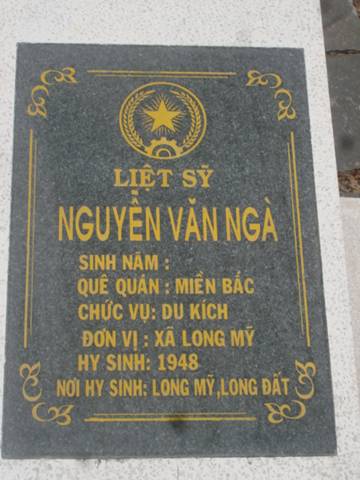 LIỆT SỸ
NGUYỄN VĂN NGÀ
SINH NĂM :
QUÊ QUÁN : MIỀN BẮC
CHỨC VỤ: DU KÍCH
ĐƠN VỊ : XÃ LONG MỸ
HY SINH: 1948
NƠI HY SINH: LONG MỸ,LONG ĐẤT